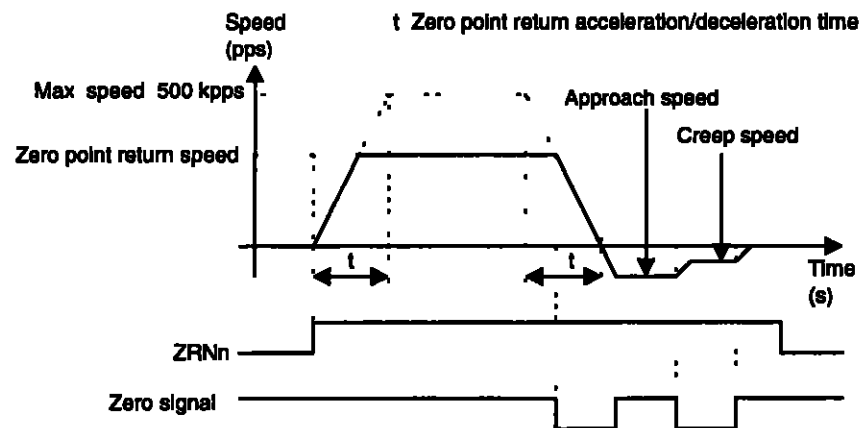 Speed
(pps)
t Zero point return acceleration/deceleration time
Max speed 500 kpps
Approach speed
Creep speed
Zero point return speed
t
t
Time
(s)
ZRNn
Zero signal